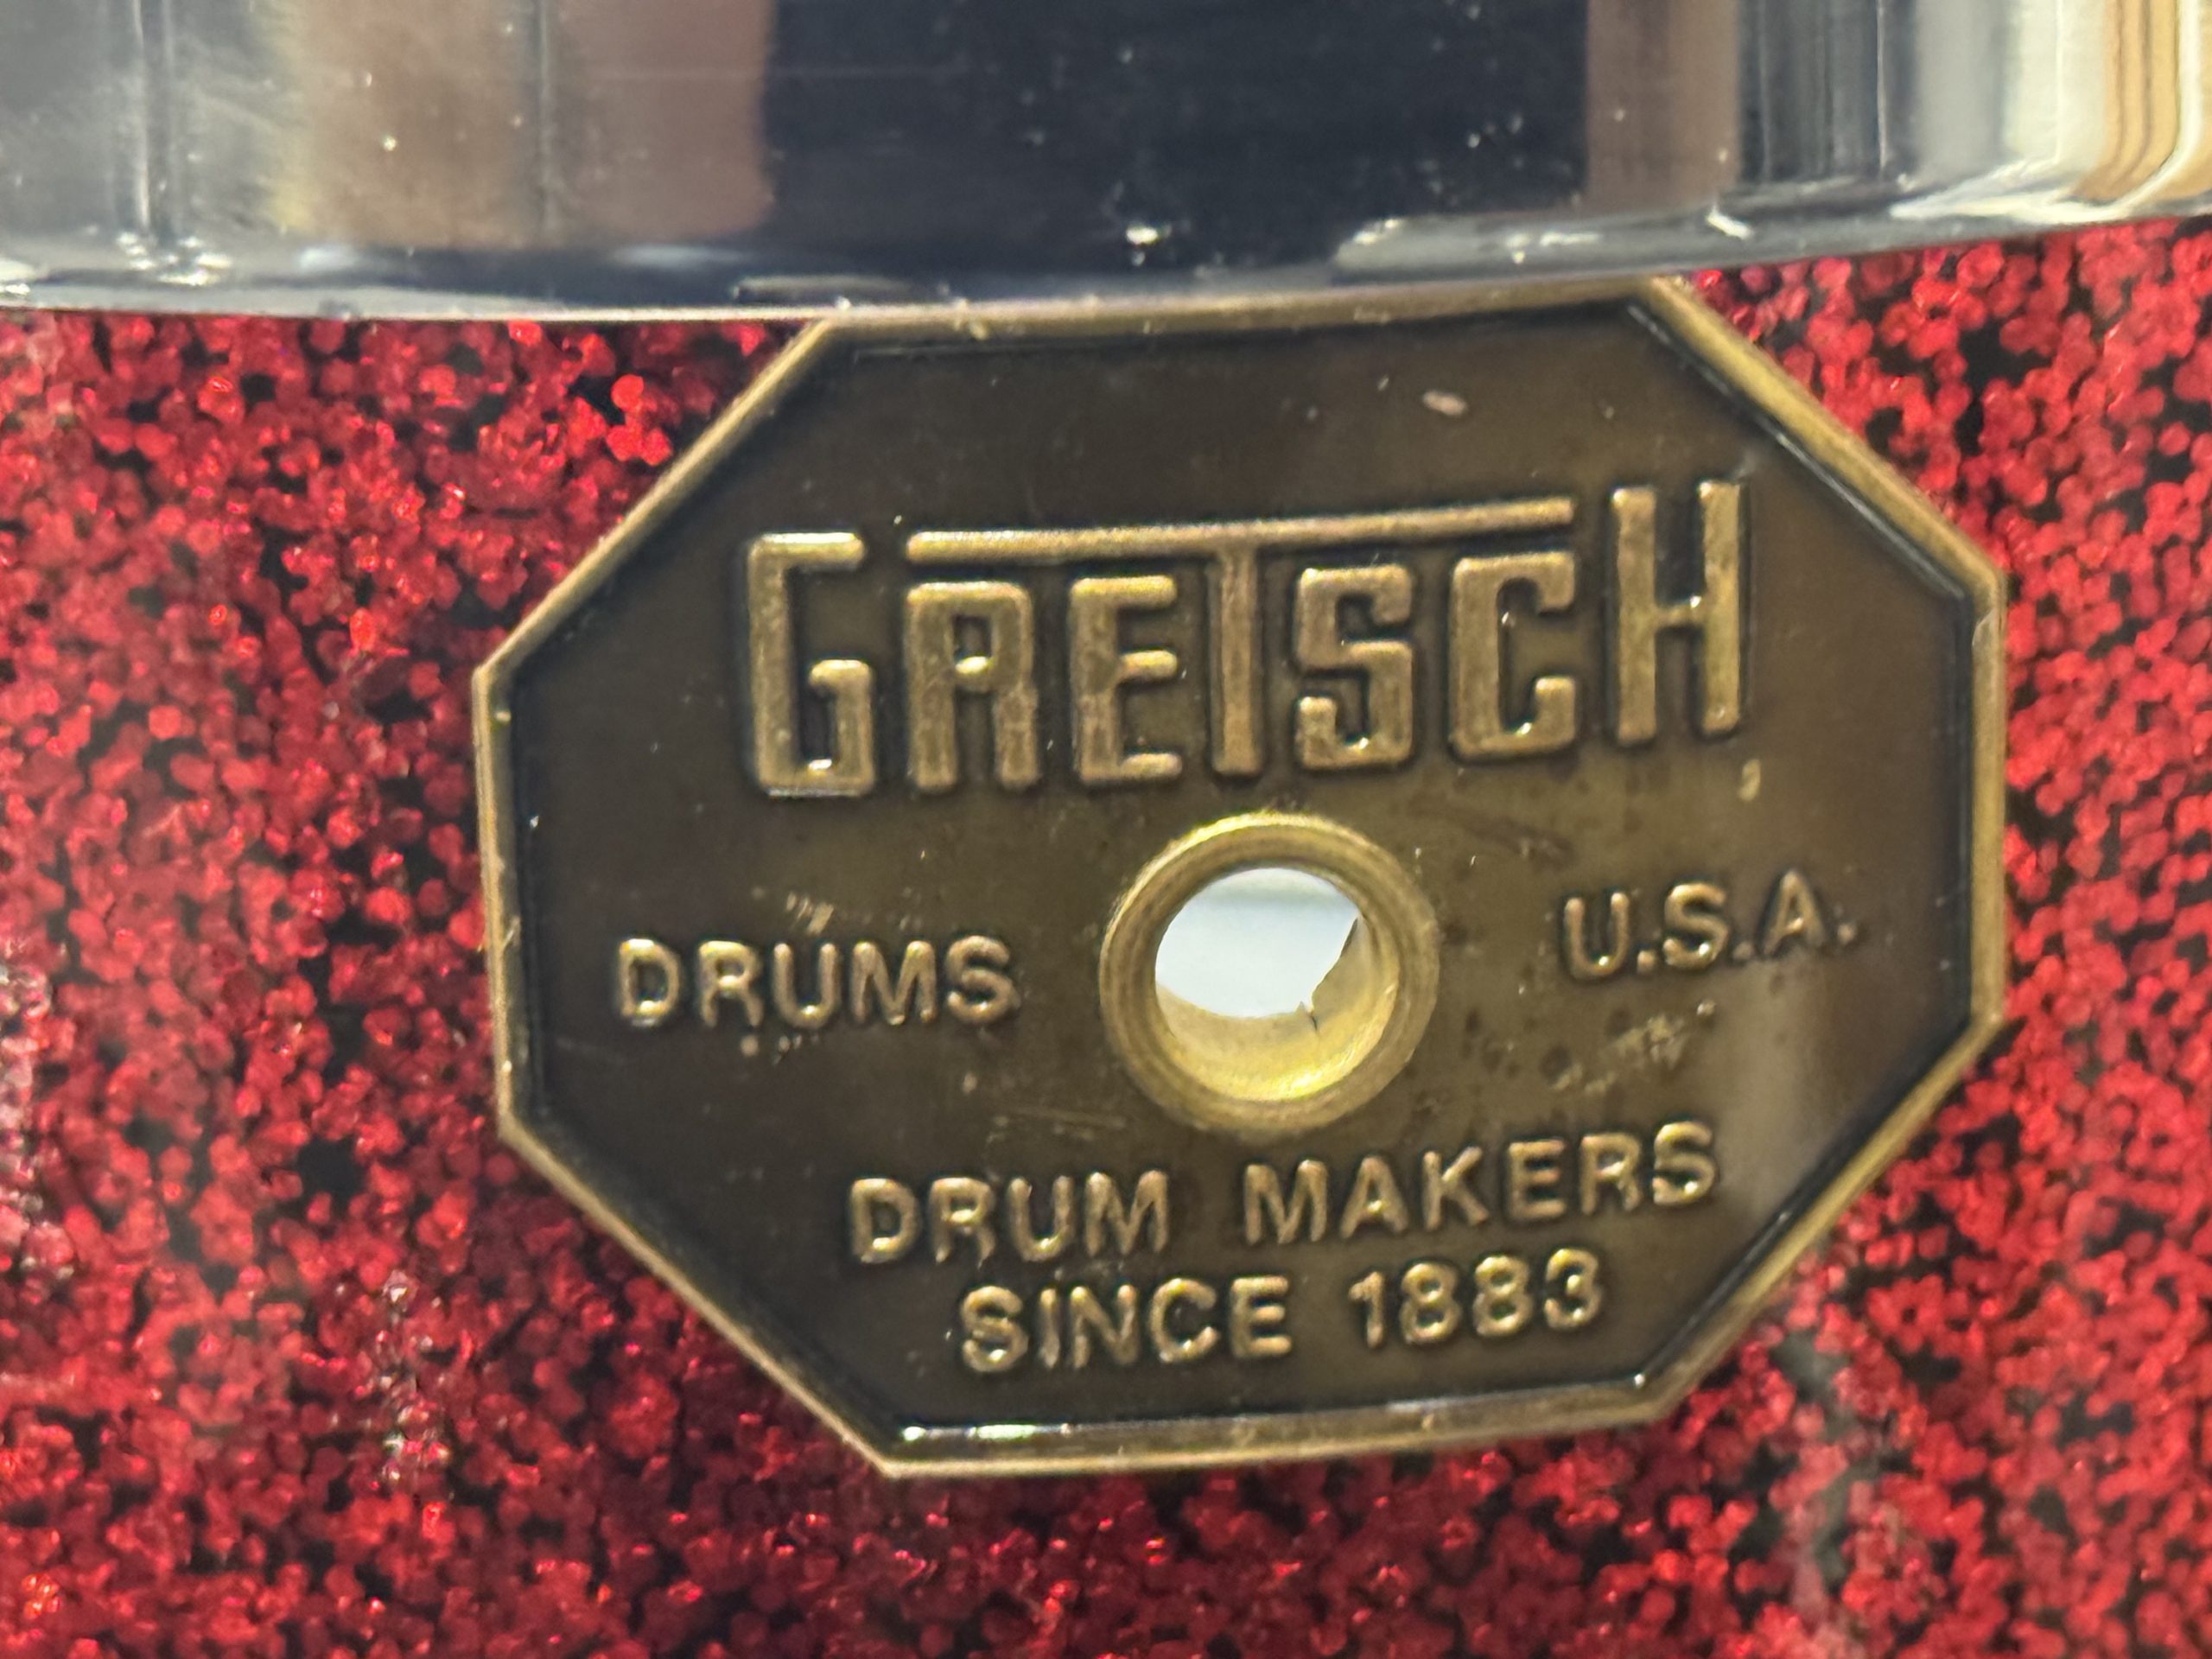 GRETSCH
DRUMS U.S.A.
DRUM MAKERS
SINCE 1883